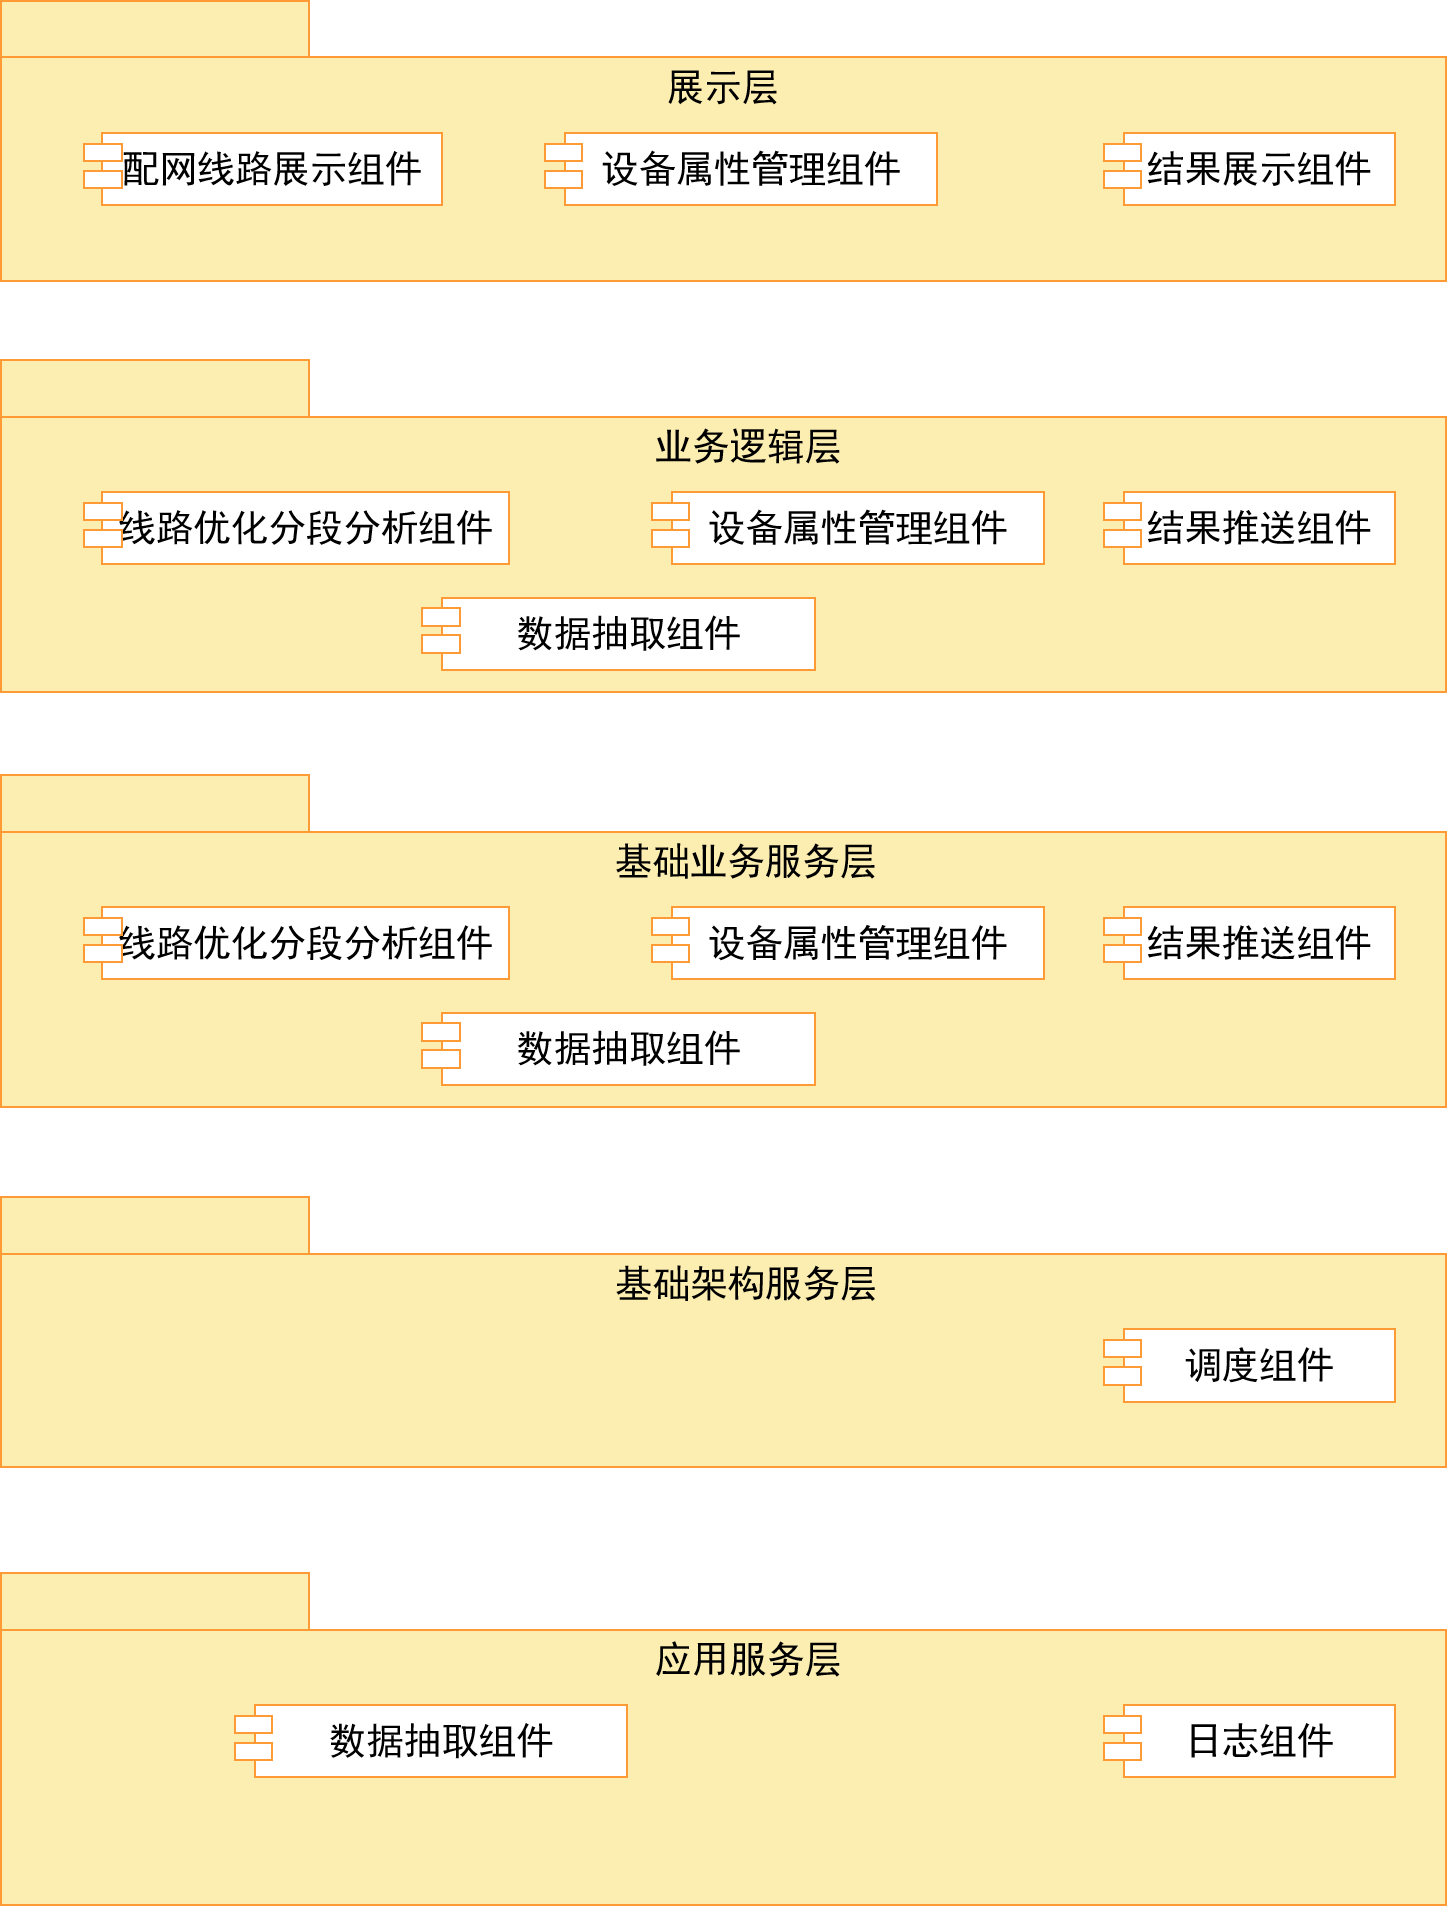 展示层
配网线路展示组件 设备属性管理组件 结果展示组件
业务逻辑层
线路优化分段分析组件 设备属性管理组件 结果推送组件
数据抽取组件
基础业务服务层
线路优化分段分析组件 设备属性管理组件 结果推送组件
数据抽取组件
基础架构服务层
调度组件
应用服务层
数据抽取组件 日志组件